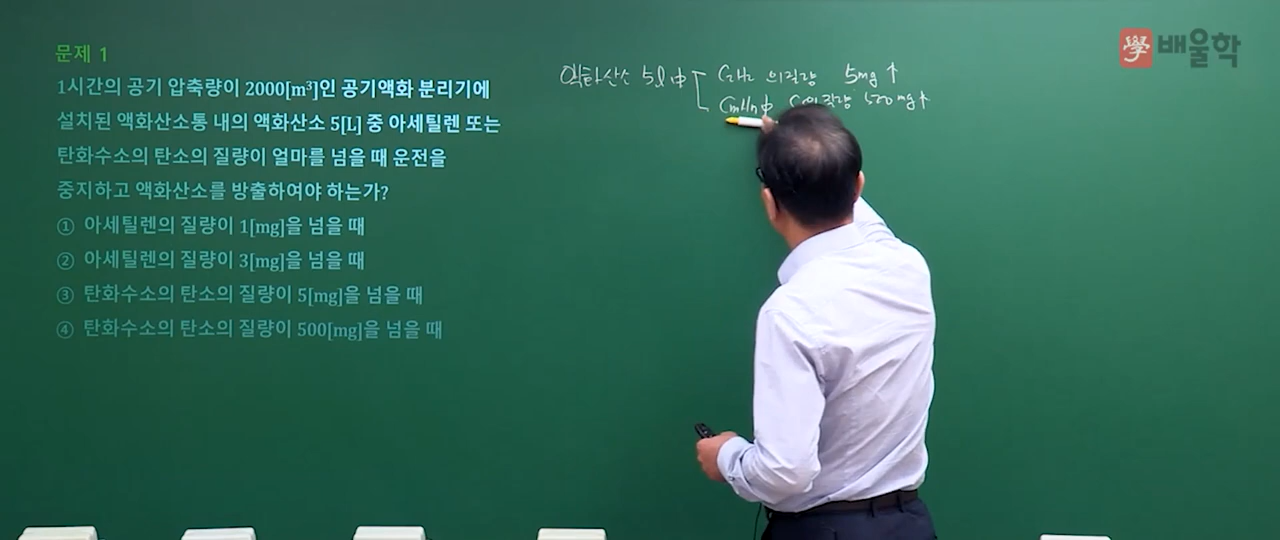 문제 1
1시간의 공기 압축량이 2000[m³]인 공기액화 분리기에
설치된 액화산소통 내의 액화산소 5[L] 중 아세틸렌 또는
탄화수소의 탄소의 질량이 얼마를 넘을 때 운전을
중지하고 액화산소를 방출하여야 하는가?
① 아세틸렌의 질량이 1[mg]을 넘을 때
② 아세틸렌의 질량이 3[mg]을 넘을 때
③ 탄화수소의 탄소의 질량이 5[mg]을 넘을 때
④ 탄화수소의 탄소의 질량이 500[mg]을 넘을 때
액화산소 5l 中 C2H2 의 질량 5mg ↑
CmHn 中 C의 질량 500mg ↑
學 배울학